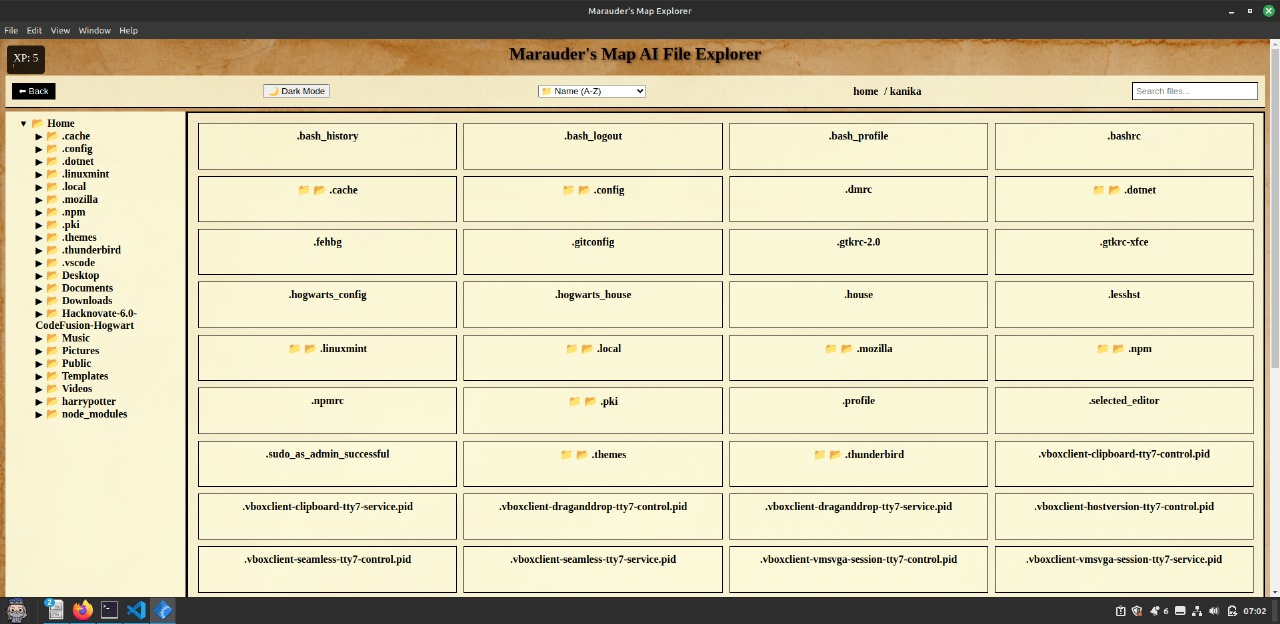 Marauder's Map Explorer
File Edit View Window Help
XP: 5
Marauder's Map AI File Explorer
⬅ Back
🌙 Dark Mode
📁 Name (A-Z)
home / kanika
Search files...
▼ 📂 Home
▶ 📂 .cache
▶ 📂 .config
▶ 📂 .dotnet
▶ 📂 .linuxmint
▶ 📂 .local
▶ 📂 .mozilla
▶ 📂 .npm
▶ 📂 .pki
▶ 📂 .themes
▶ 📂 .thunderbird
▶ 📂 .vscode
▶ 📂 Desktop
▶ 📂 Documents
▶ 📂 Downloads
▶ 📂 Hacknovate-6.0-
CodeFusion-Hogwart
▶ 📂 Music
▶ 📂 Pictures
▶ 📂 Public
▶ 📂 Templates
▶ 📂 Videos
▶ 📂 harrypotter
▶ 📂 node_modules
.bash_history .bash_logout .bash_profile .bashrc
📁 📂 .cache 📁 📂 .config .dmrc 📁 📂 .dotnet
.fehbg .gitconfig .gtkrc-2.0 .gtkrc-xfce
.hogwarts_config .hogwarts_house .house .lesshst
📁 📂 .linuxmint 📁 📂 .local 📁 📂 .mozilla 📁 📂 .npm
.npmrc 📁 📂 .pki .profile .selected_editor
.sudo_as_admin_successful 📁 📂 .themes 📁 📂 .thunderbird .vboxclient-clipboard-tty7-control.pid
.vboxclient-clipboard-tty7-service.pid .vboxclient-draganddrop-tty7-control.pid .vboxclient-draganddrop-tty7-service.pid .vboxclient-hostversion-tty7-control.pid
.vboxclient-seamless-tty7-control.pid .vboxclient-seamless-tty7-service.pid .vboxclient-vmsvga-session-tty7-control.pid .vboxclient-vmsvga-session-tty7-service.pid
2
6
07:02